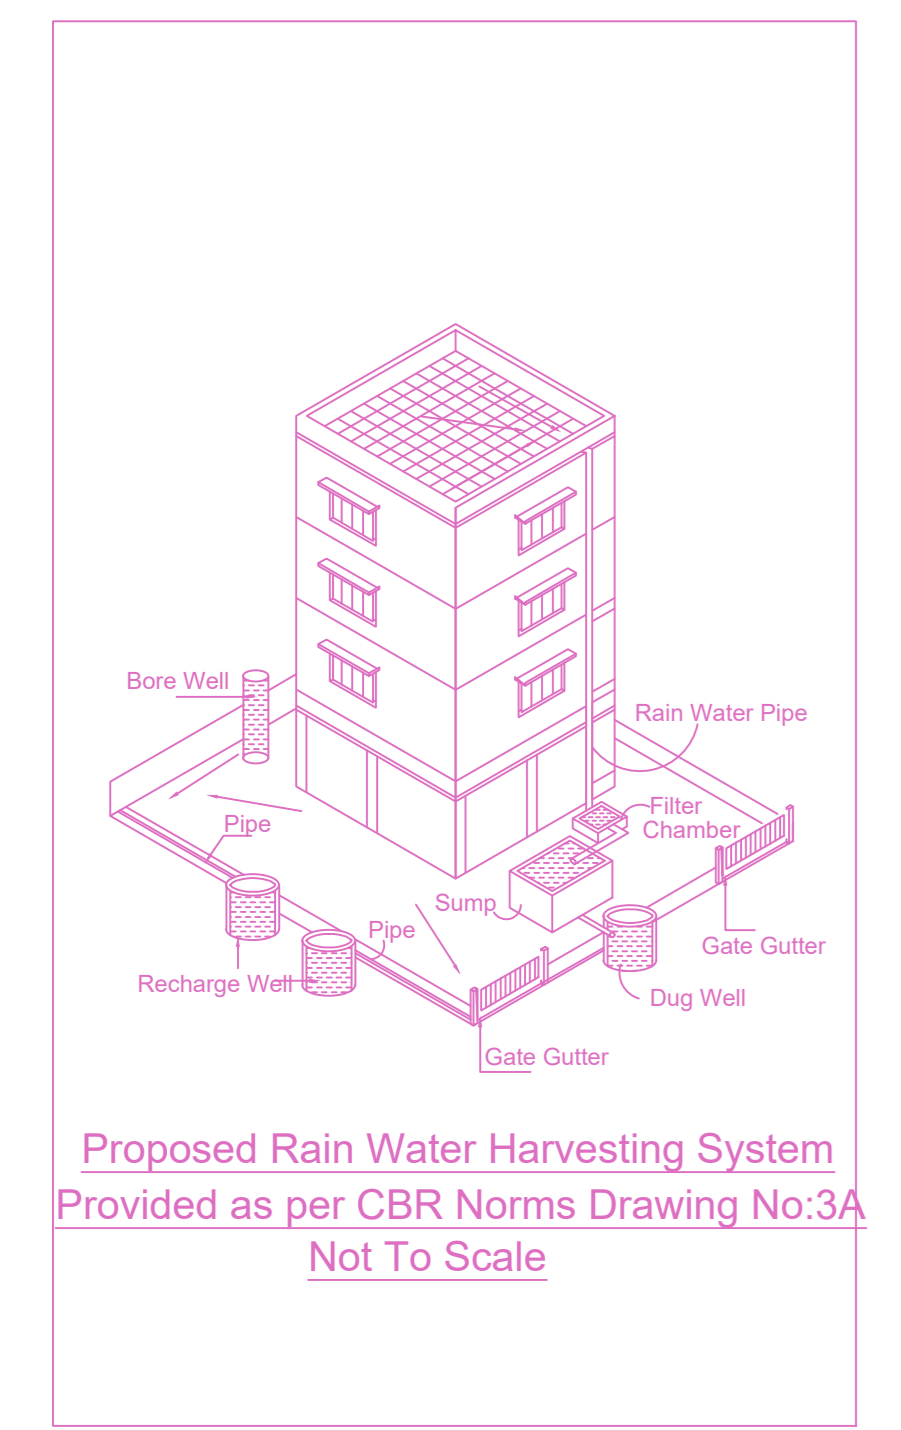 Bore Well
Rain Water Pipe
Filter
Chamber
Pipe
Sump
Pipe
Gate Gutter
Recharge Well
Dug Well
Gate Gutter
Proposed Rain Water Harvesting System
Provided as per CBR Norms Drawing No:3A
Not To Scale